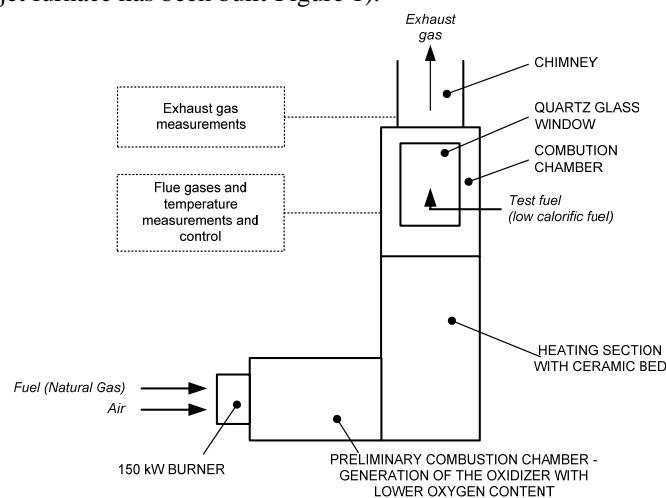 jet furnace has been built Figure 1).
Exhaust
gas
CHIMNEY
QUARTZ GLASS
WINDOW
Exhaust gas
measurements
COMBUTION
CHAMBER
Flue gases and
temperature
measurements and
control
Test fuel
(low calorific fuel)
HEATING SECTION
WITH CERAMIC BED
Fuel (Natural Gas)
Air
150 kW BURNER
PRELIMINARY COMBUSTION CHAMBER -
GENERATION OF THE OXIDIZER WITH
LOWER OXYGEN CONTENT